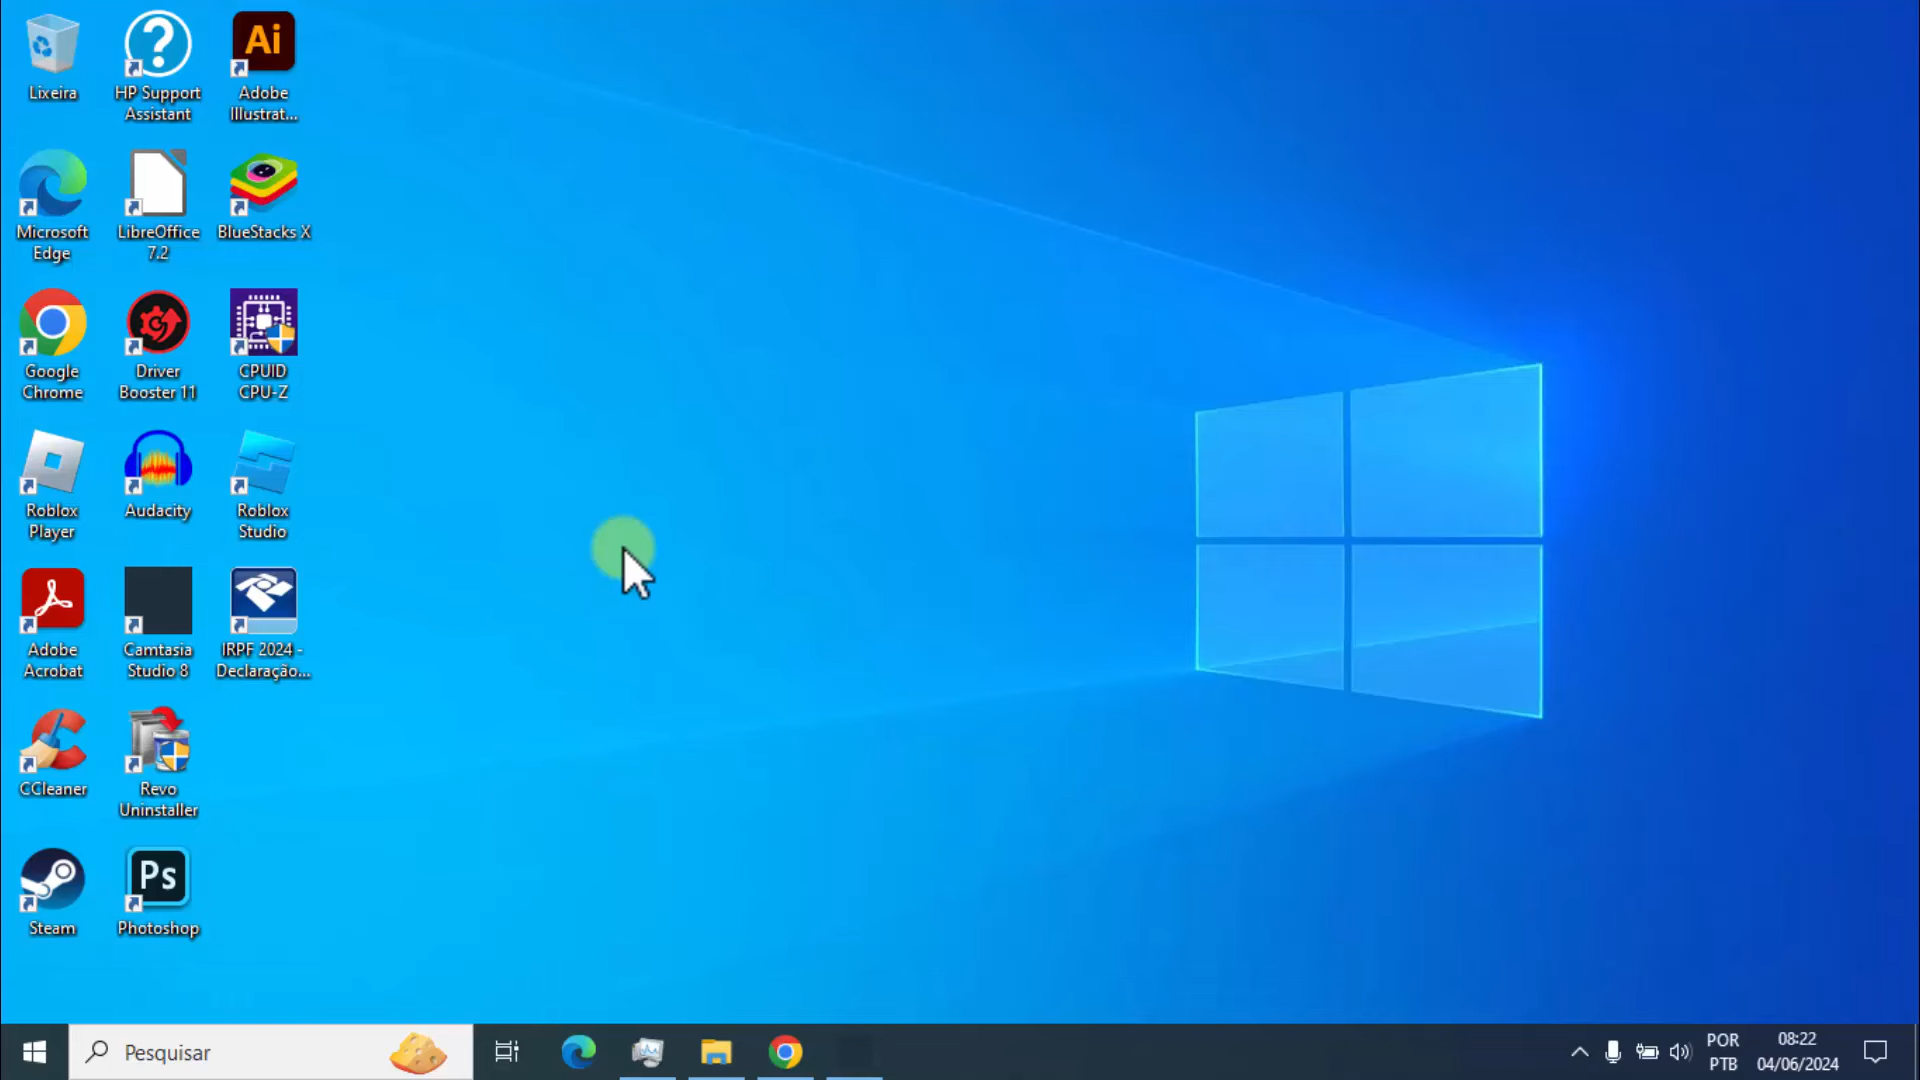 Lixeira
HP Support
Assistant
Ai
Adobe
Illustrat...
Microsoft
Edge
LibreOffice
7.2
BlueStacks X
Google
Chrome
Driver
Booster 11
CPUID
CPU-Z
Roblox
Player
Audacity
Roblox
Studio
Adobe
Acrobat
Camtasia
Studio 8
IRPF 2024 -
Declaração...
CCleaner
Revo
Uninstaller
Steam
Ps
Photoshop
Pesquisar
POR
PTB
08:22
04/06/2024